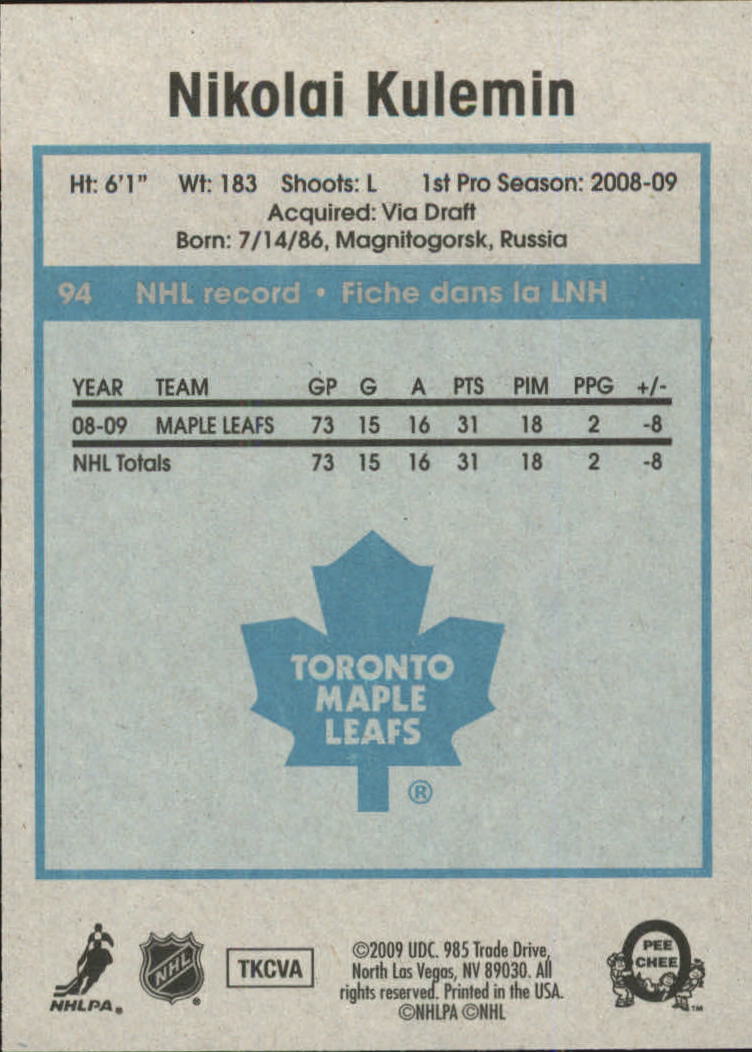 Nikolai Kulemin
Ht: 6'1" Wt: 183 Shoots: L 1st Pro Season: 2008-09
Acquired: Via Draft
Born: 7/14/86, Magnitogorsk, Russia
94 NHL record • Fiche dans la LNH
YEAR TEAM GP G A PTS PIM PPG +/-
08-09 MAPLE LEAFS 73 15 16 31 18 2 -8
NHL Totals 73 15 16 31 18 2 -8
TORONTO
MAPLE
LEAFS
®
NHLPA®
NHL®
TKCVA
©2009 UDC. 985 Trade Drive,
North Las Vegas, NV 89030. All
rights reserved. Printed in the USA.
©NHLPA ©NHL
O
PEE
CHEE
™